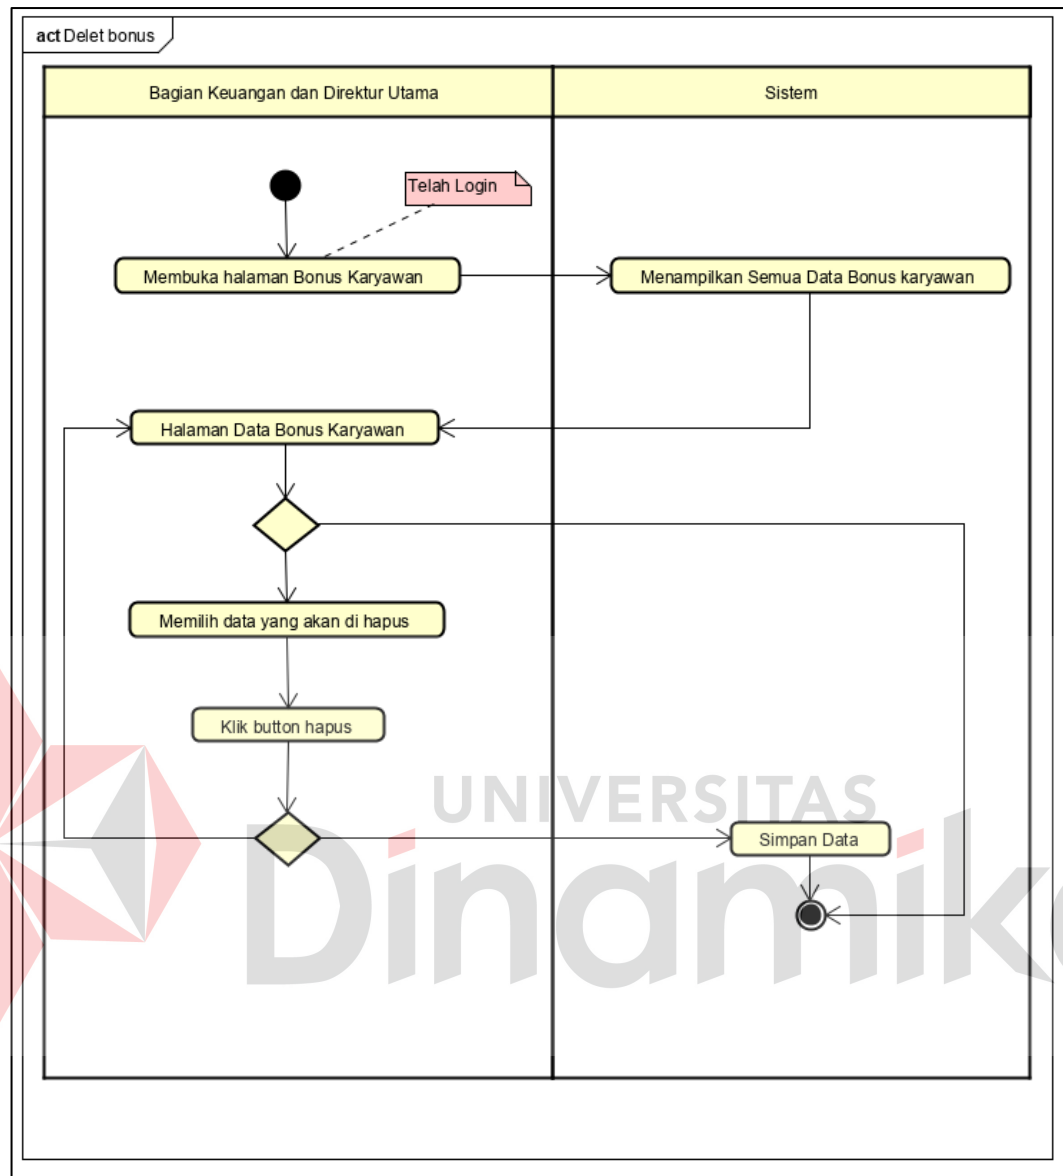 act Delet bonus
Bagian Keuangan dan Direktur Utama
Sistem
Telah Login
Membuka halaman Bonus Karyawan
Menampilkan Semua Data Bonus karyawan
Halaman Data Bonus Karyawan
Memilih data yang akan di hapus
Klik button hapus
UNIVERSITAS
Simpan Data
Dinamika